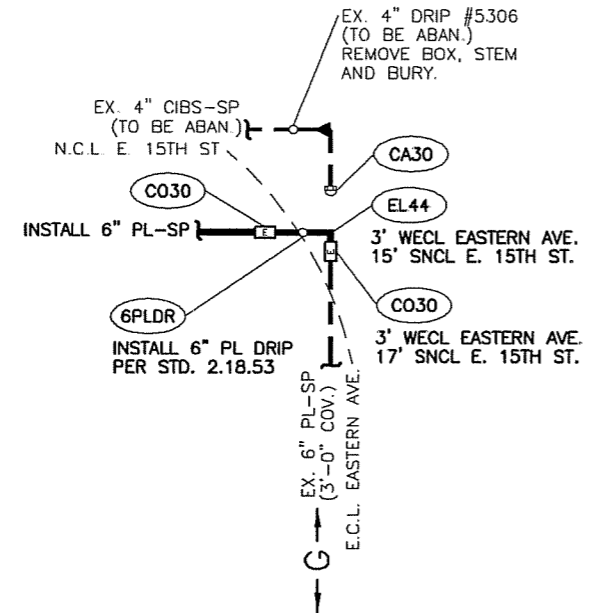 EX. 4" DRIP #5306
(TO BE ABAN.)
REMOVE BOX, STEM
AND BURY.
EX. 4" CIBS-SP
(TO BE ABAN.)
N.C.L. E. 15TH ST.
CA30
CO30
EL44
INSTALL 6" PL-SP
E
E
3' WECL EASTERN AVE.
15' SNCL E. 15TH ST.
6PLDR
CO30
INSTALL 6" PL DRIP
PER STD. 2.18.53
3' WECL EASTERN AVE.
17' SNCL E. 15TH ST.
EX. 6" PL-SP
(3'-0" COV.)
E.C.L. EASTERN AVE.
G